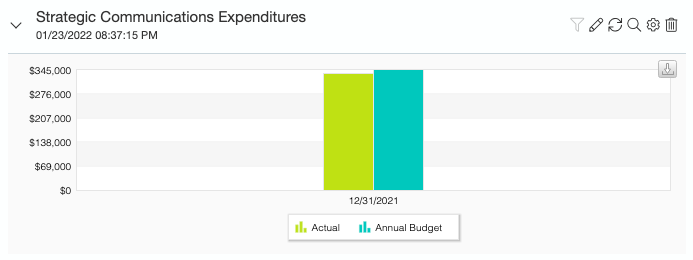 Strategic Communications Expenditures
01/23/2022 08:37:15 PM
$345,000
$276,000
$207,000
$138,000
$69,000
$0
12/31/2021
Actual Annual Budget